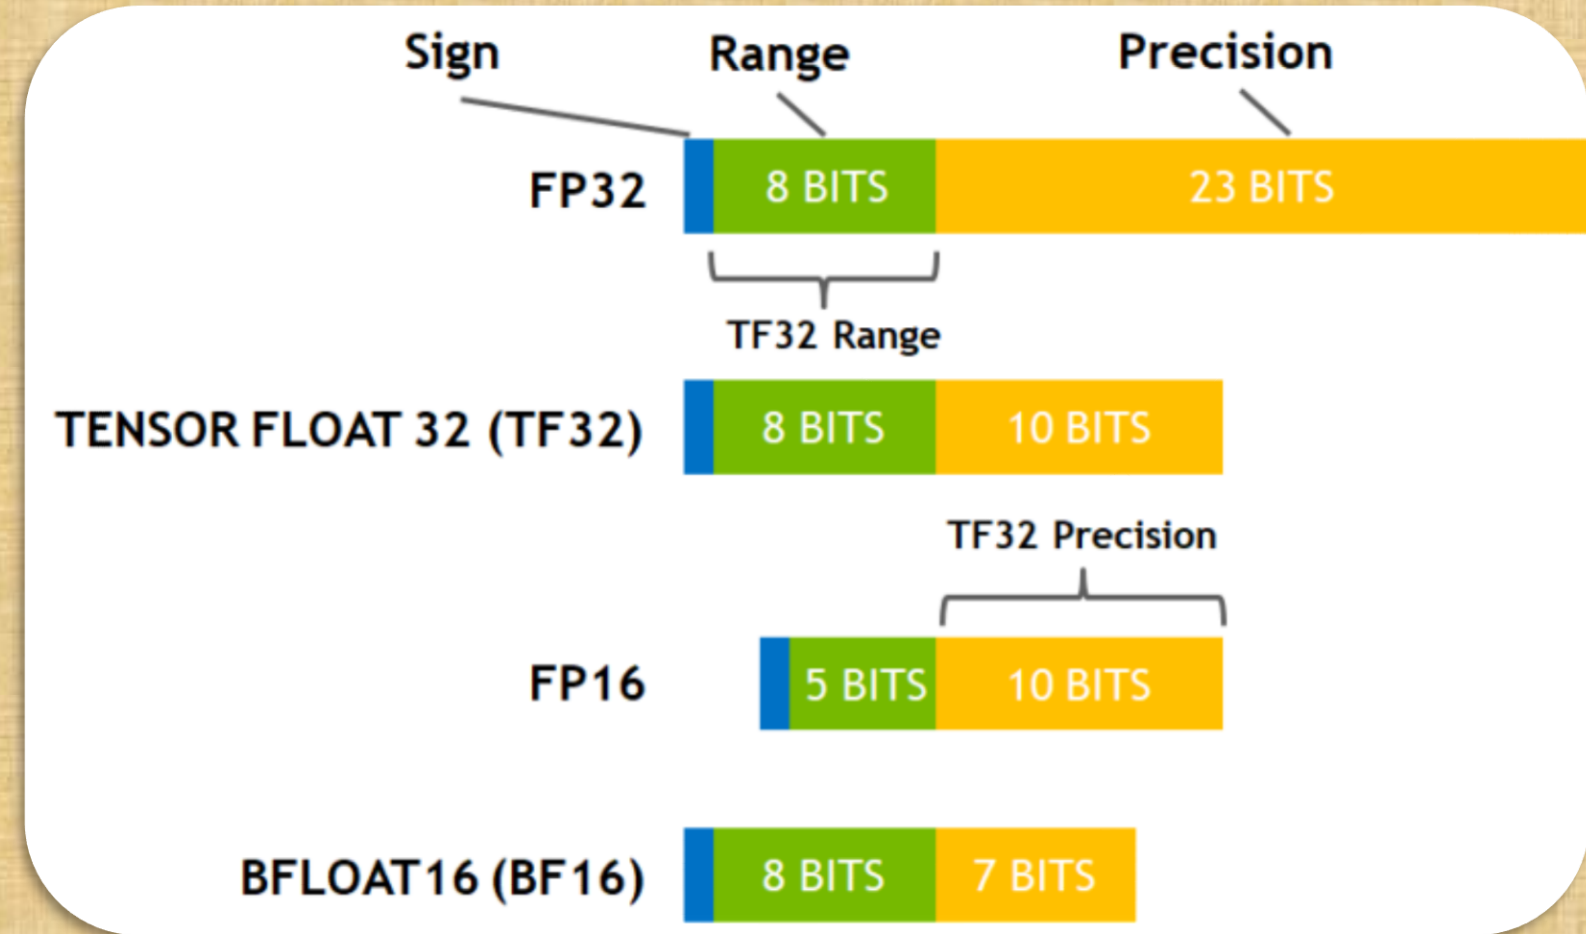 Sign Range Precision
FP32 8 BITS 23 BITS
TF32 Range
TENSOR FLOAT 32 (TF32) 8 BITS 10 BITS
TF32 Precision
FP16 5 BITS 10 BITS
BFLOAT16 (BF16) 8 BITS 7 BITS